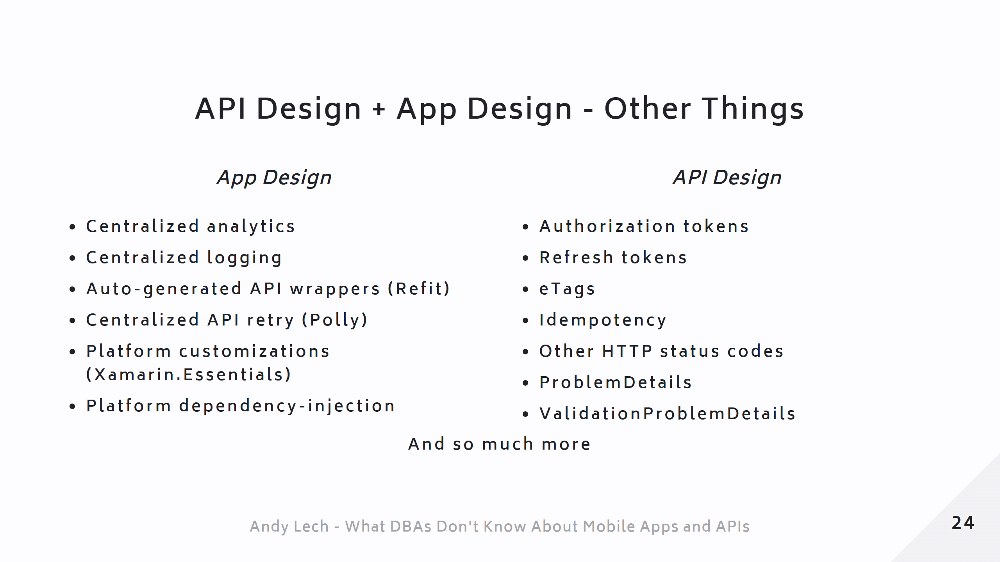 API Design + App Design - Other Things
App Design
• Centralized analytics
• Centralized logging
• Auto-generated API wrappers (Refit)
• Centralized API retry (Polly)
• Platform customizations
(Xamarin.Essentials)
• Platform dependency-injection
API Design
• Authorization tokens
• Refresh tokens
• eTags
• Idempotency
• Other HTTP status codes
• ProblemDetails
• ValidationProblemDetails
And so much more
Andy Lech - What DBAs Don't Know About Mobile Apps and APIs
24